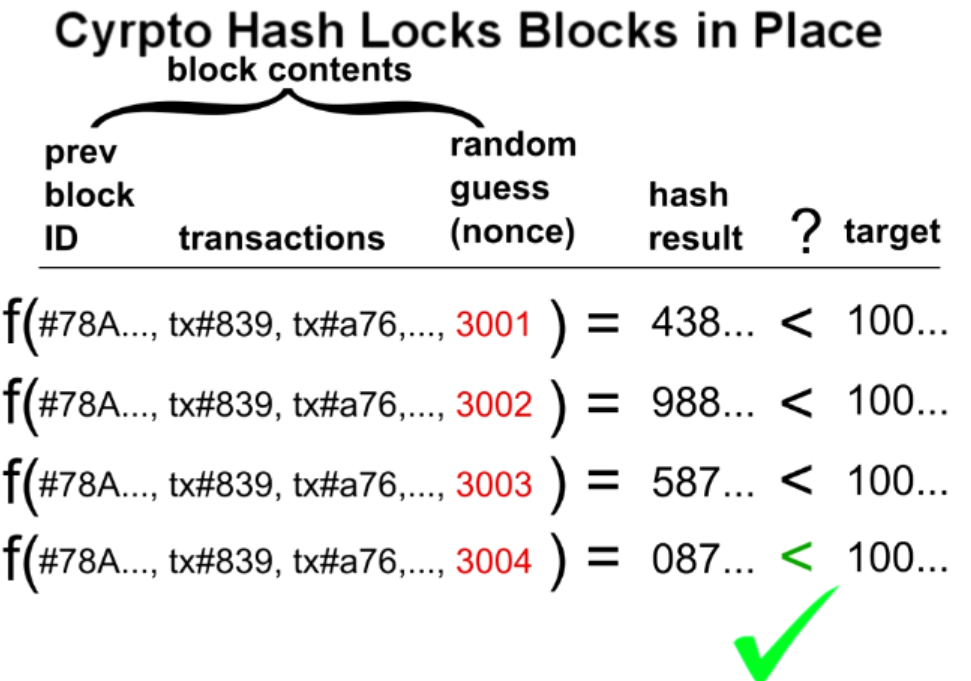 Cyrpto Hash Locks Blocks in Place
block contents
prev block ID transactions random guess (nonce) hash result ? target
f(#78A..., tx#839, tx#a76,..., 3001 ) = 438... < 100...
f(#78A..., tx#839, tx#a76,..., 3002 ) = 988... < 100...
f(#78A..., tx#839, tx#a76,..., 3003 ) = 587... < 100...
f(#78A..., tx#839, tx#a76,..., 3004 ) = 087... < 100...